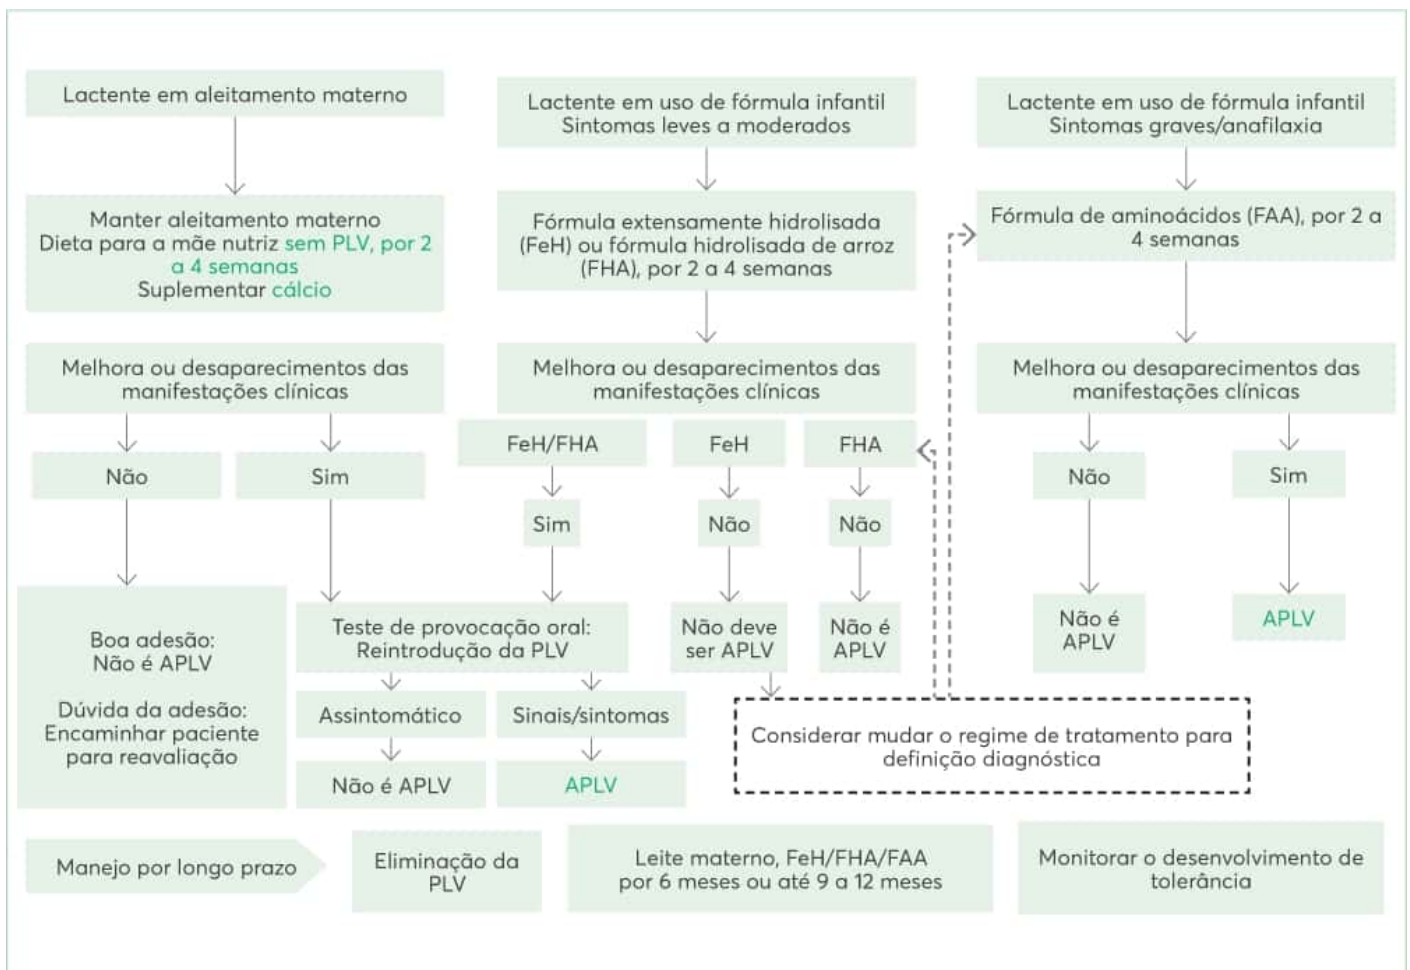 Lactente em aleitamento materno
Manter aleitamento materno
Dieta para a mãe nutriz sem PLV, por 2
a 4 semanas
Suplementar cálcio
Melhora ou desaparecimentos das
manifestações clínicas
Não
Sim
Boa adesão:
Não é APLV
Dúvida da adesão:
Encaminhar paciente
para reavaliação
Lactente em uso de fórmula infantil
Sintomas leves a moderados
Fórmula extensamente hidrolisada
(FeH) ou fórmula hidrolisada de arroz
(FHA), por 2 a 4 semanas
Melhora ou desaparecimentos das
manifestações clínicas
FeH/FHA
FeH
FHA
Sim
Não
Não
Teste de provocação oral:
Reintrodução da PLV
Não deve
ser APLV
Não é
APLV
Assintomático
Sinais/sintomas
Não é APLV
APLV
Considerar mudar o regime de tratamento para
definição diagnóstica
Lactente em uso de fórmula infantil
Sintomas graves/anafilaxia
Fórmula de aminoácidos (FAA), por 2 a
4 semanas
Melhora ou desaparecimentos das
manifestações clínicas
Não
Sim
Não é
APLV
APLV
Manejo por longo prazo
Eliminação da
PLV
Leite materno, FeH/FHA/FAA
por 6 meses ou até 9 a 12 meses
Monitorar o desenvolvimento de
tolerância